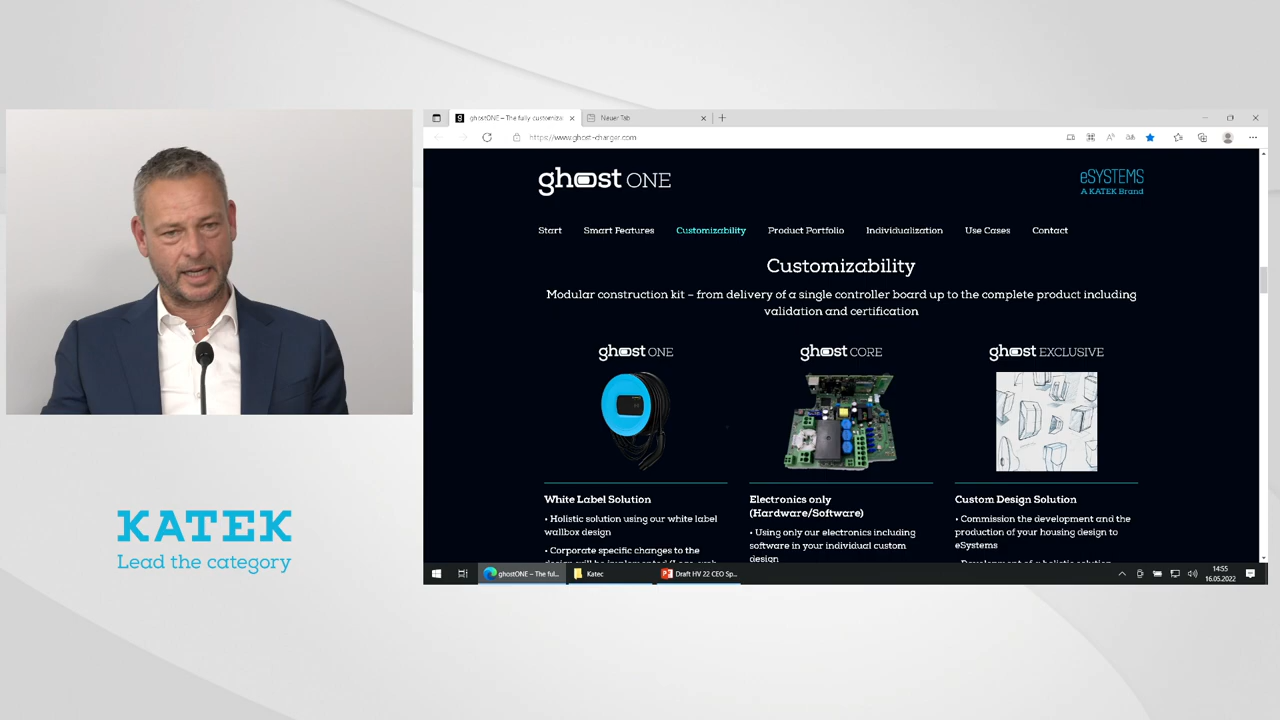 ghostONE – The fully customiza
Neuer Tab
https://www.ghost-charger.com
ghost ONE
eSYSTEMS
A KATEK Brand
Start
Smart Features
Customizability
Product Portfolio
Individualization
Use Cases
Contact
Customizability
Modular construction kit – from delivery of a single controller board up to the complete product including
validation and certification
ghost ONE
ghost CORE
ghost EXCLUSIVE
White Label Solution
• Holistic solution using our white label
wallbox design
• Corporate specific changes to the
Electronics only
(Hardware/Software)
• Using only our electronics including
software in your individual custom
design
Custom Design Solution
• Commission the development and the
production of your housing design to
eSystems
• Development of a holistic solution
ghostONE – The ful...
Katec
Draft HV 22 CEO Sp...
14:55
16.05.2022
KATEK
Lead the category